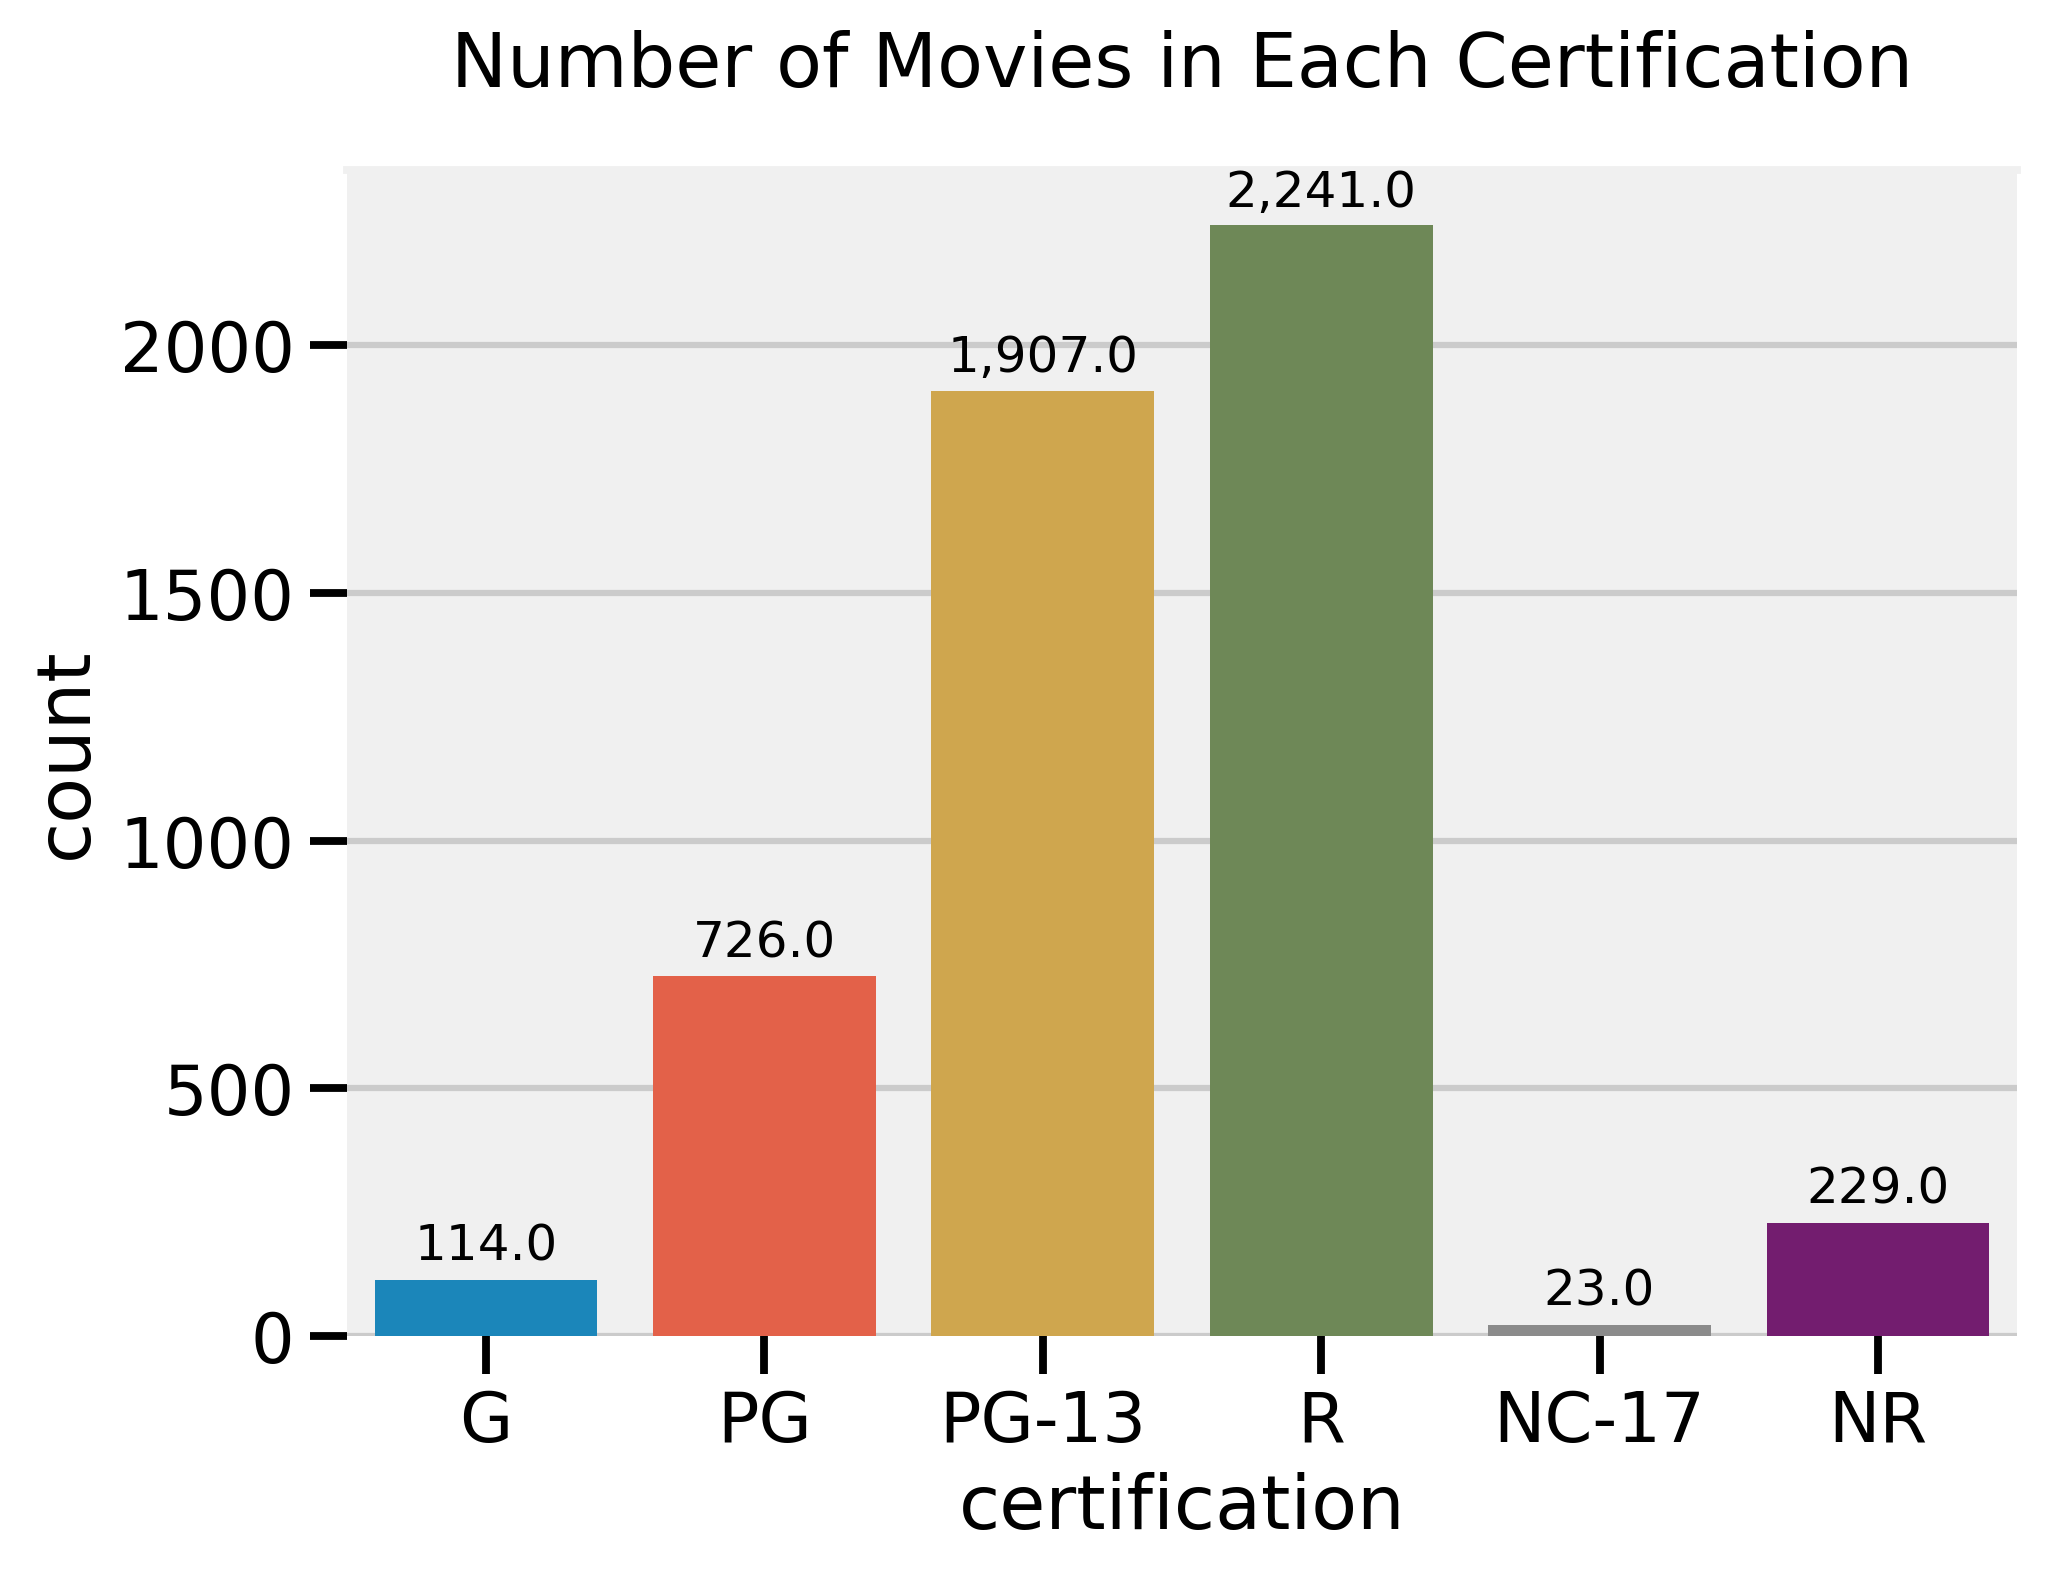 Number of Movies in Each Certification
2,241.0
2000
1,907.0
1500
count
1000
726.0
500
229.0
114.0
23.0
0
G PG PG-13 R NC-17 NR
certification